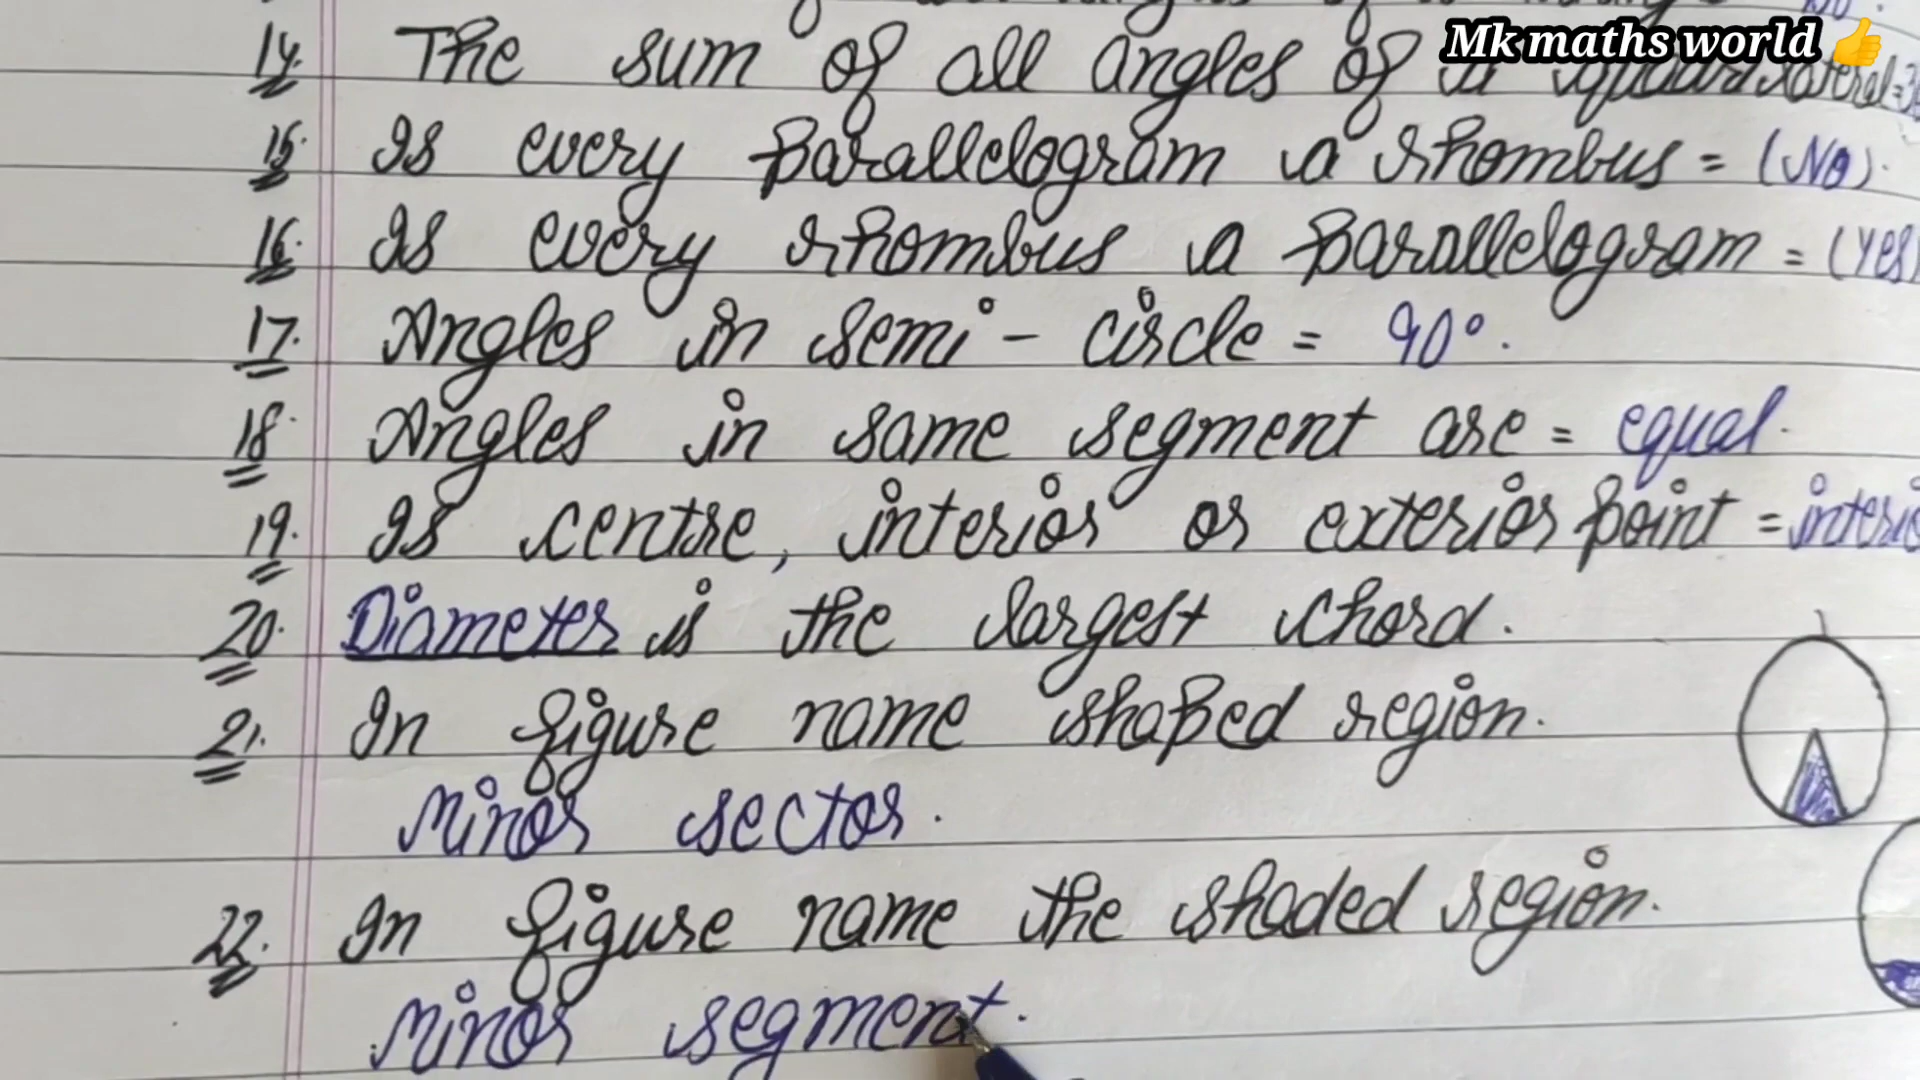 Mk maths world 👍
14. The sum of all angles of a quadrilateral = 3
15. Is every parallelogram a rhombus = (No).
16. Is every rhombus a parallelogram = (Yes)
17. Angles in semi-circle = 90°.
18. Angles in same segment are = equal.
19. Is centre, interior or exterior point = interio
20. Diameter is the largest chord.
21. In figure name shaped region.
Minor sector.
22. In figure name the shaded region.
Minor segment.